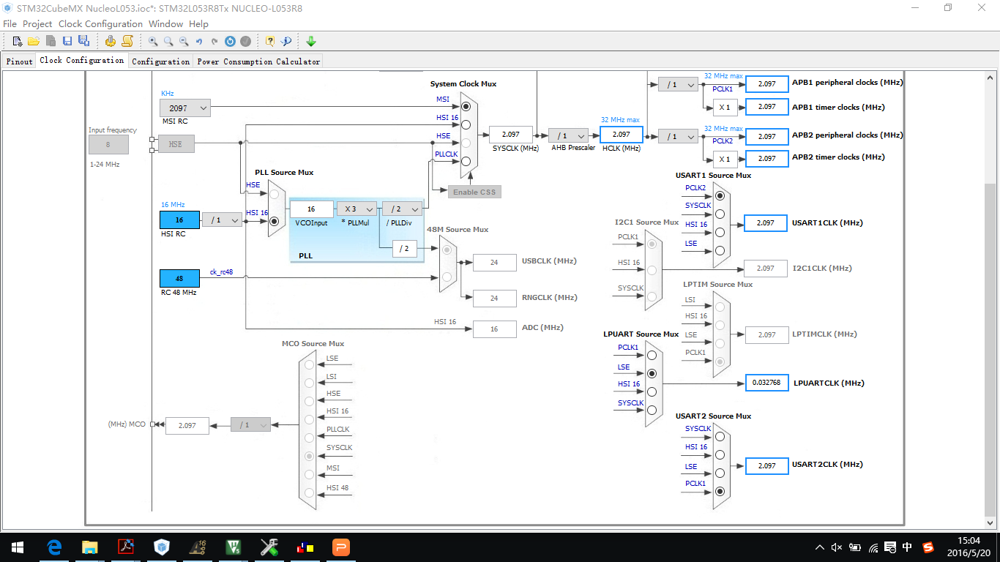 STM32CubeMX NucleoL053.ioc*: STM32L053R8Tx NUCLEO-L053R8
File Project Clock Configuration Window Help
Pinout Clock Configuration Configuration Power Consumption Calculator
KHz
2097
MSI RC
Input frequency
8
HSE
1-24 MHz
16 MHz
16
HSI RC
/ 1
48
RC 48 MHz
ck_rc48
PLL Source Mux
HSE
HSI 16
16
X 3
/ 2
VCOInput
* PLLMul
/ PLLDiv
/ 2
PLL
System Clock Mux
MSI
HSI 16
HSE
PLLCLK
Enable CSS
2.097
SYSCLK (MHz)
/ 1
AHB Prescaler
32 MHz max
2.097
HCLK (MHz)
/ 1
32 MHz max
PCLK1
2.097
APB1 peripheral clocks (MHz)
X 1
2.097
APB1 timer clocks (MHz)
/ 1
32 MHz max
PCLK2
2.097
APB2 peripheral clocks (MHz)
X 1
2.097
APB2 timer clocks (MHz)
48M Source Mux
24
USBCLK (MHz)
24
RNGCLK (MHz)
HSI 16
16
ADC (MHz)
USART1 Source Mux
PCLK2
SYSCLK
HSI 16
LSE
2.097
USART1CLK (MHz)
I2C1 Source Mux
PCLK1
HSI 16
SYSCLK
2.097
I2C1CLK (MHz)
LPTIM Source Mux
LSI
HSI 16
LSE
PCLK1
2.097
LPTIMCLK (MHz)
LPUART Source Mux
PCLK1
LSE
HSI 16
SYSCLK
0.032768
LPUARTCLK (MHz)
USART2 Source Mux
SYSCLK
HSI 16
LSE
PCLK1
2.097
USART2CLK (MHz)
MCO Source Mux
LSE
LSI
HSE
HSI 16
PLLCLK
SYSCLK
MSI
HSI 48
(MHz) MCO
2.097
/ 1
中
15:04
2016/5/20